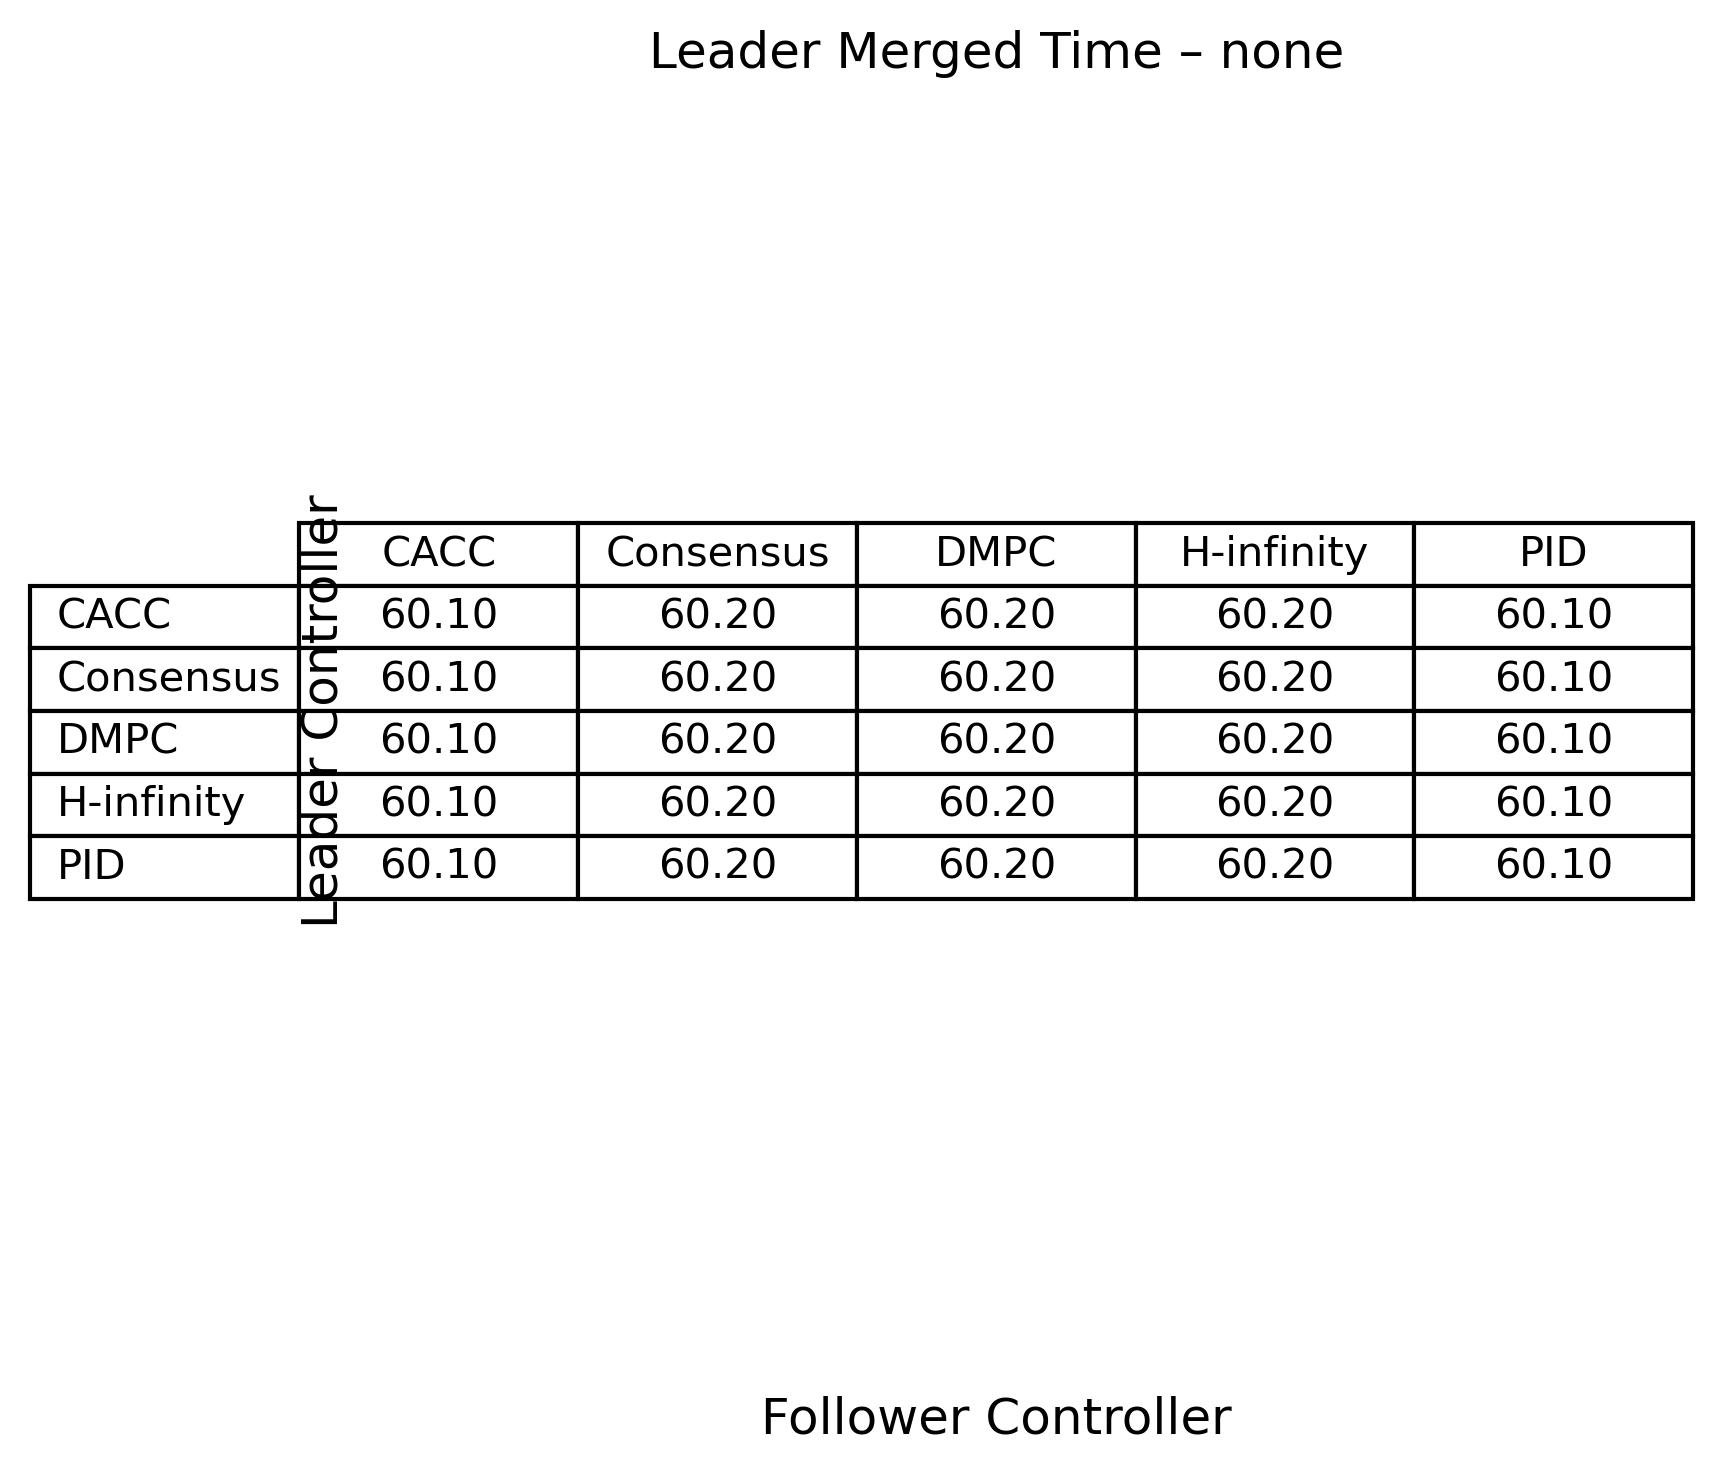 Leader Merged Time – none
Leader Controller
CACC Consensus DMPC H-infinity PID
CACC 60.10 60.20 60.20 60.20 60.10
Consensus 60.10 60.20 60.20 60.20 60.10
DMPC 60.10 60.20 60.20 60.20 60.10
H-infinity 60.10 60.20 60.20 60.20 60.10
PID 60.10 60.20 60.20 60.20 60.10
Follower Controller